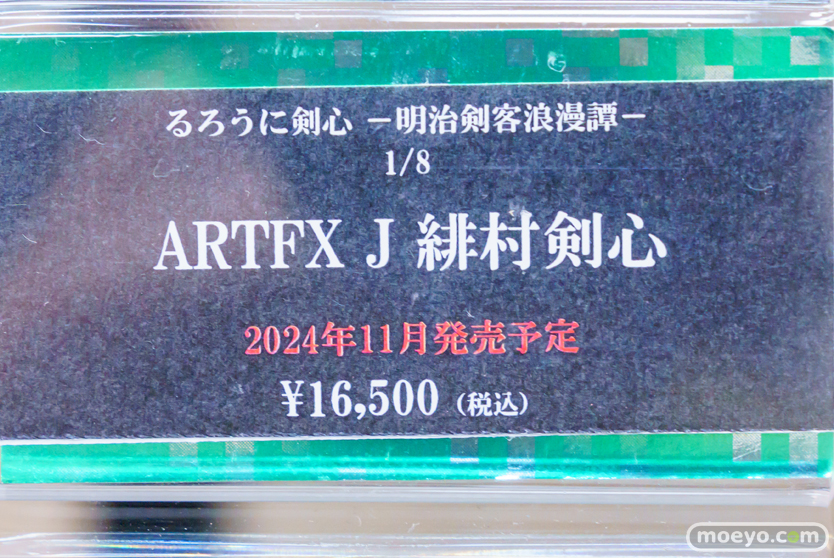 るろうに剣心 －明治剣客浪漫譚－
1/8
ARTFX J 緋村剣心
2024年11月発売予定
¥16,500（税込）
moeyo.com